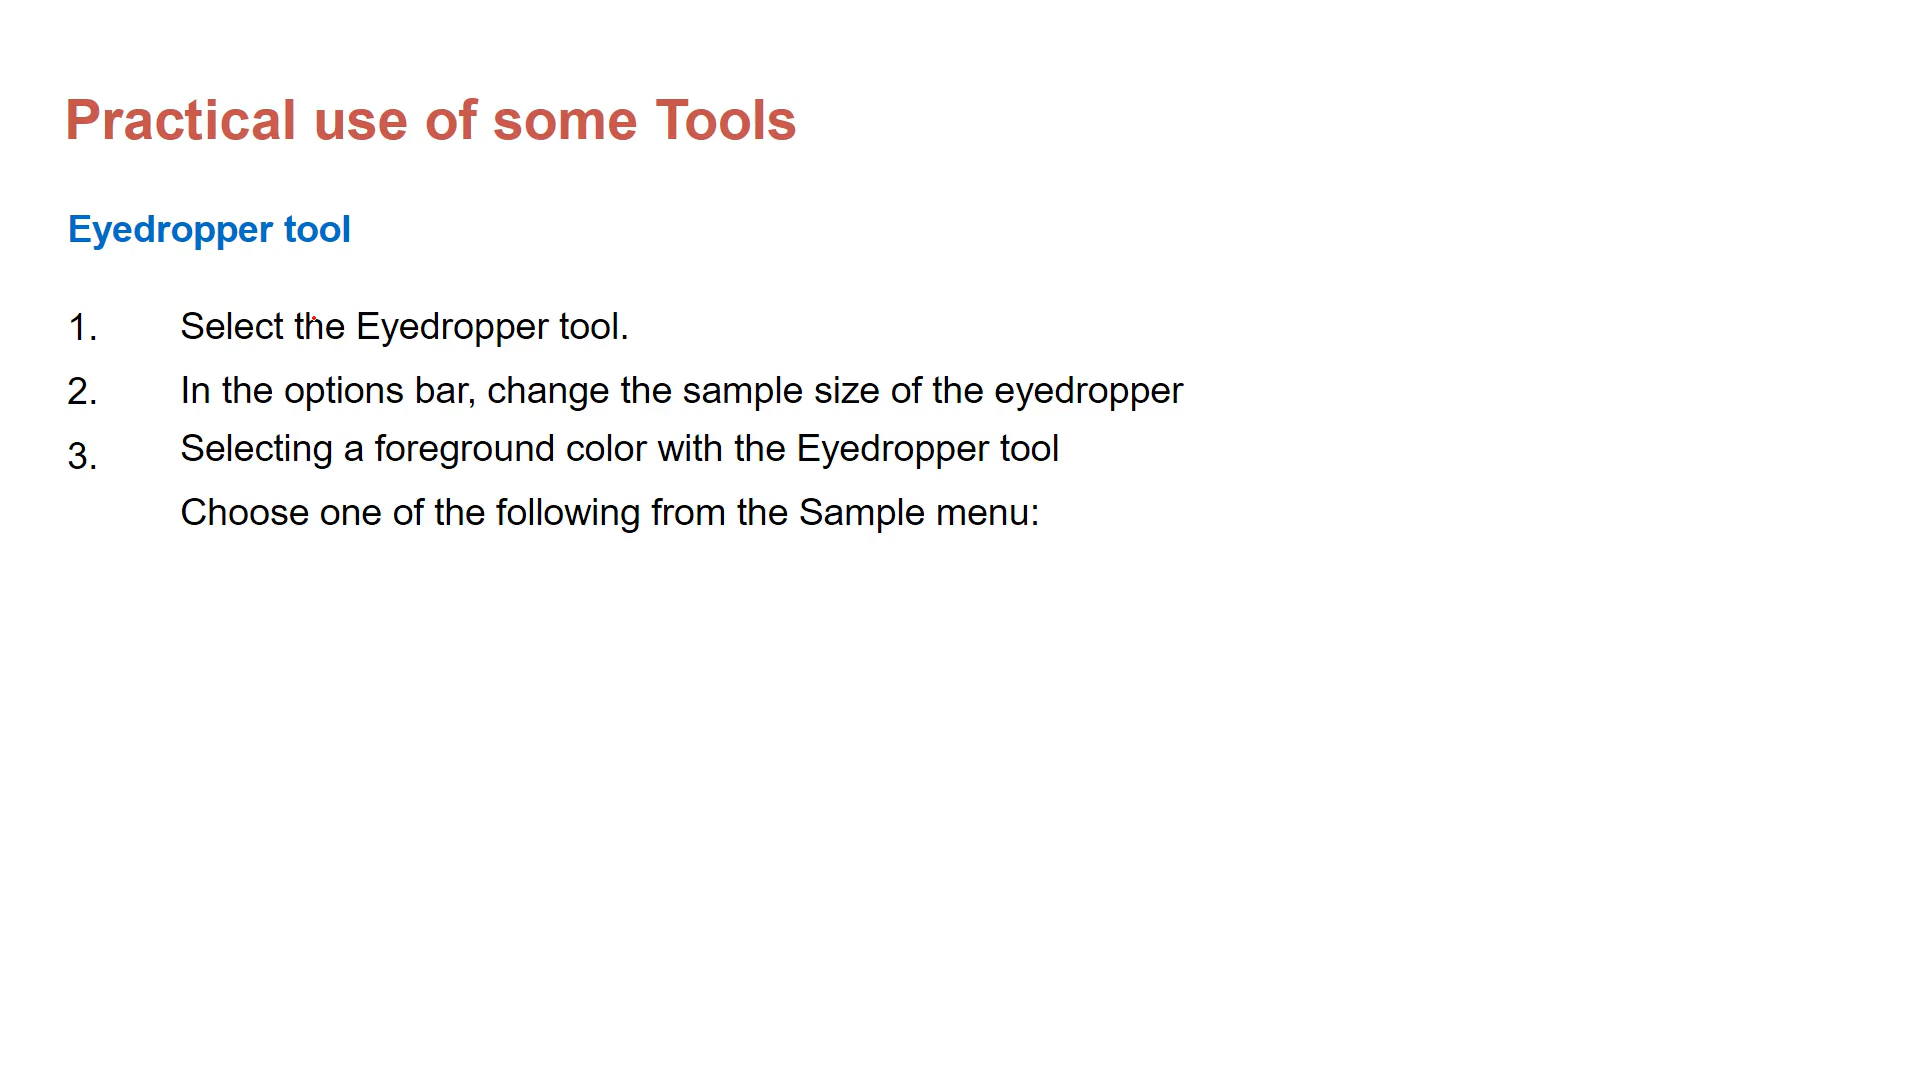 Practical use of some Tools
Eyedropper tool
1. Select the Eyedropper tool.
2. In the options bar, change the sample size of the eyedropper
3. Selecting a foreground color with the Eyedropper tool
Choose one of the following from the Sample menu: